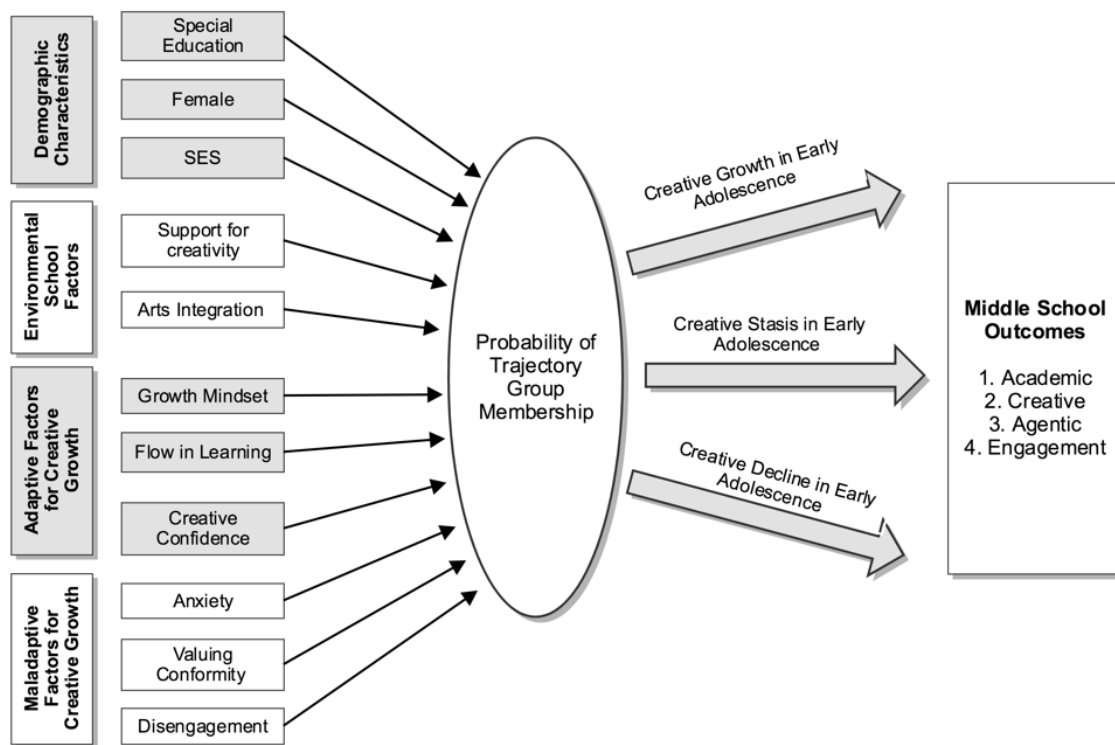 Demographic
Characteristics
Special
Education
Female
SES
Environmental
School
Factors
Support for
creativity
Arts Integration
Adaptive Factors
for Creative
Growth
Growth Mindset
Flow in Learning
Creative
Confidence
Maladaptive
Factors for
Creative Growth
Anxiety
Valuing
Conformity
Disengagement
Probability of
Trajectory
Group
Membership
Creative Growth in Early
Adolescence
Creative Stasis in Early
Adolescence
Creative Decline in Early
Adolescence
Middle School
Outcomes
1. Academic
2. Creative
3. Agentic
4. Engagement